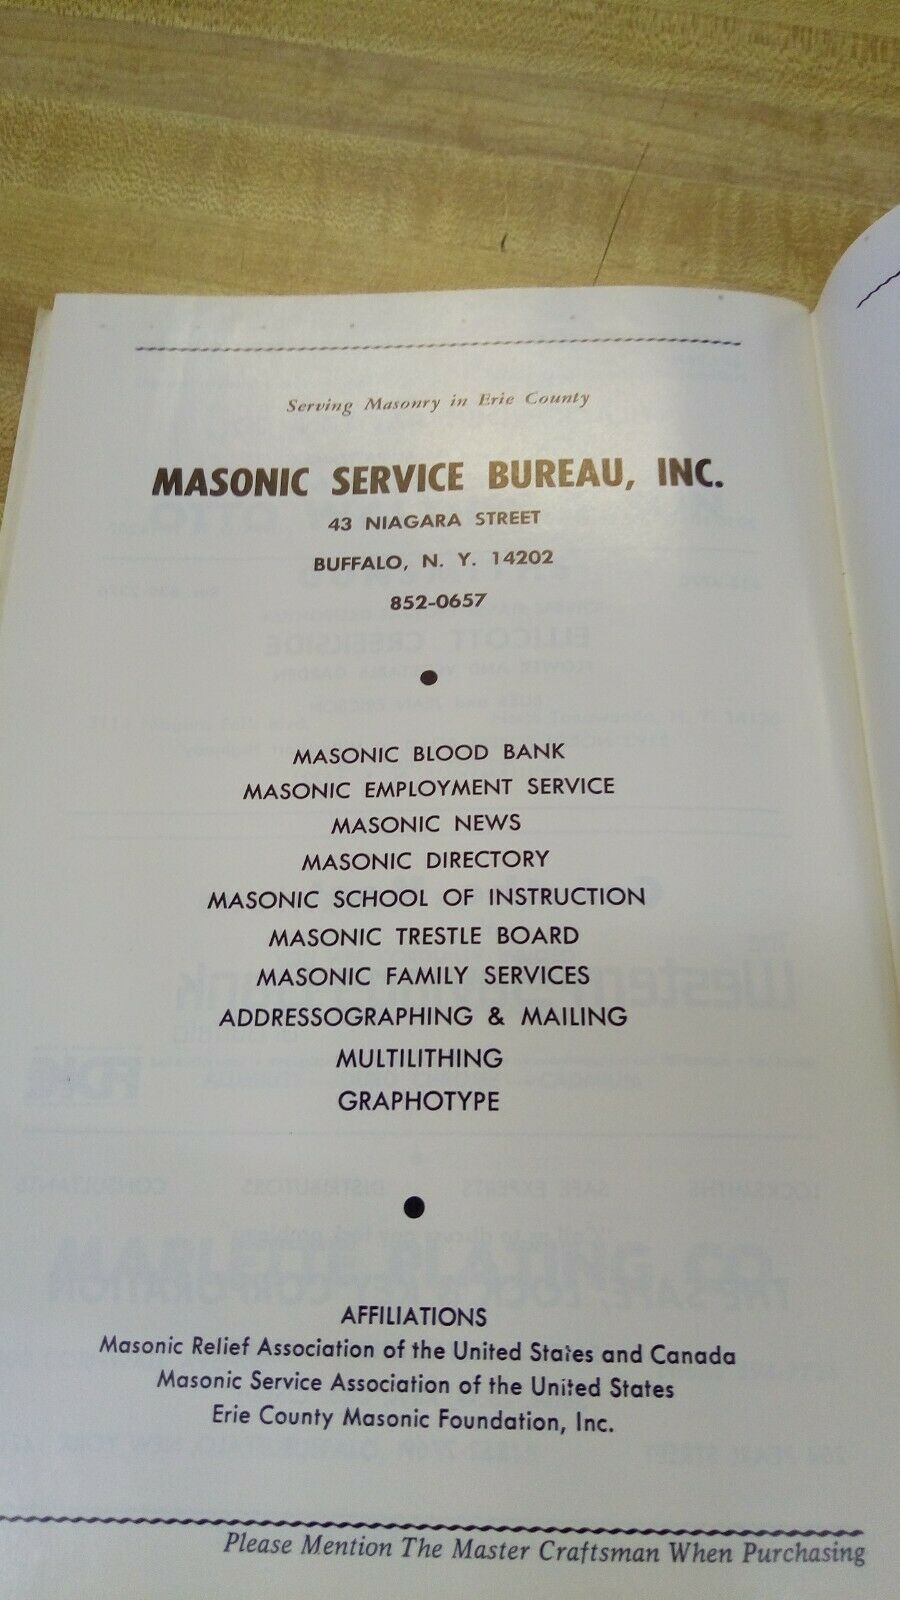 Serving Masonry in Erie County
MASONIC SERVICE BUREAU, INC.
43 NIAGARA STREET
BUFFALO, N. Y. 14202
852-0657
MASONIC BLOOD BANK
MASONIC EMPLOYMENT SERVICE
MASONIC NEWS
MASONIC DIRECTORY
MASONIC SCHOOL OF INSTRUCTION
MASONIC TRESTLE BOARD
MASONIC FAMILY SERVICES
ADDRESSOGRAPHING & MAILING
MULTILITHING
GRAPHOTYPE
AFFILIATIONS
Masonic Relief Association of the United States and Canada
Masonic Service Association of the United States
Erie County Masonic Foundation, Inc.
Please Mention The Master Craftsman When Purchasing